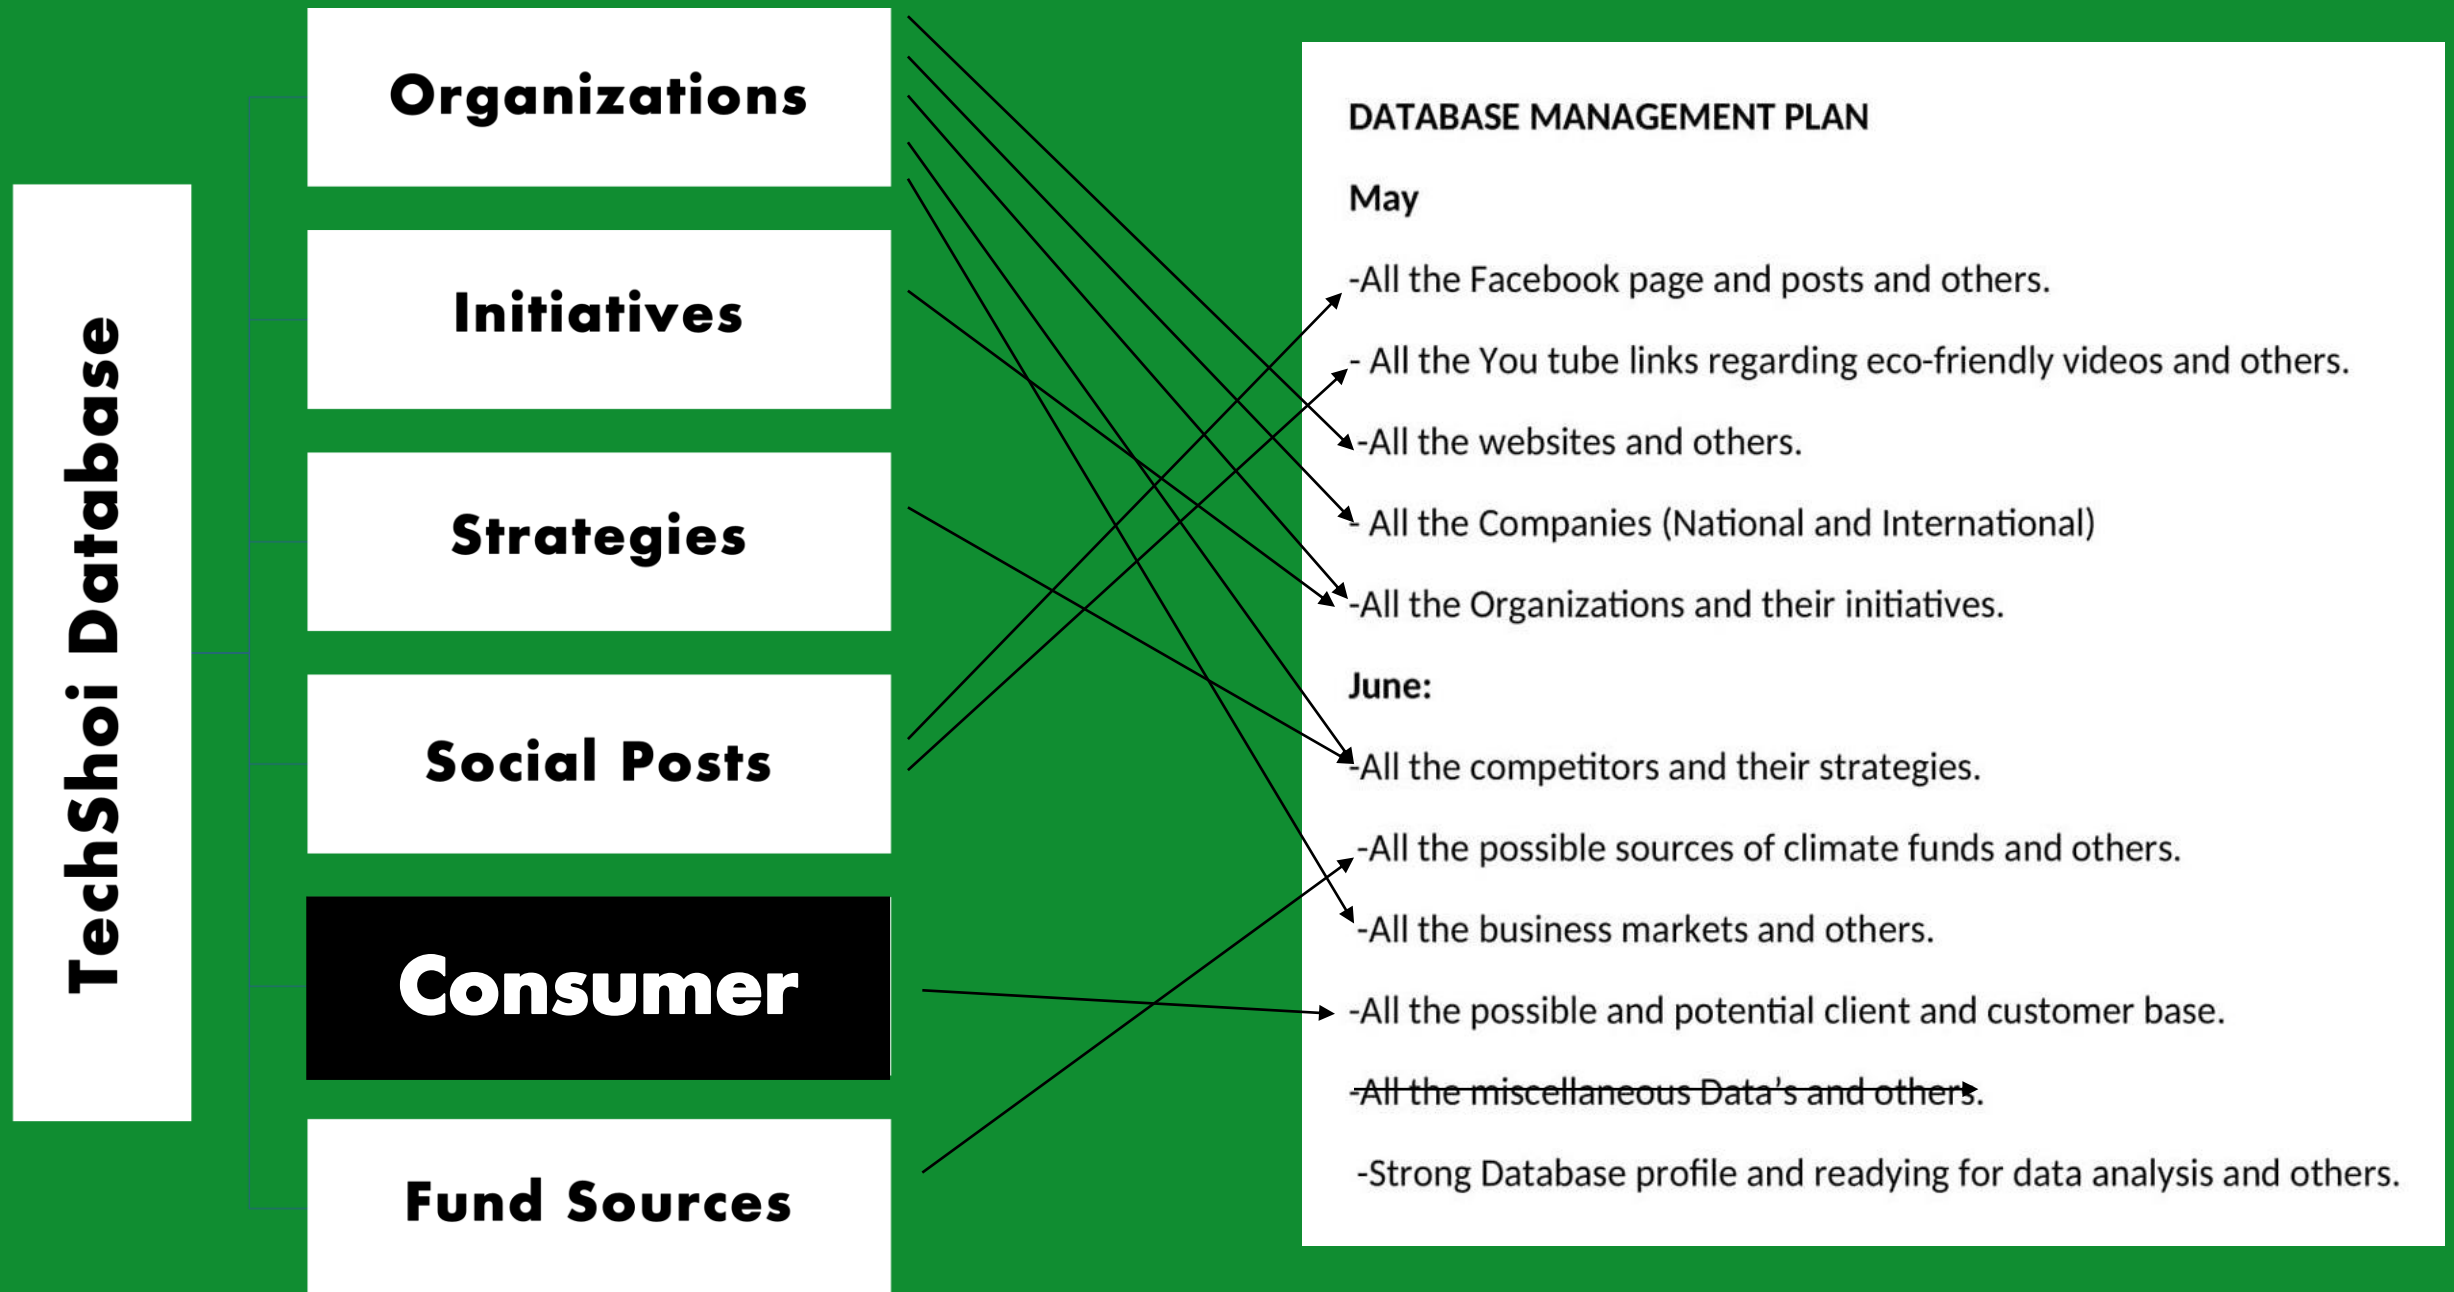 TechShoi Database
Organizations
Initiatives
Strategies
Social Posts
Consumer
Fund Sources
DATABASE MANAGEMENT PLAN
May
-All the Facebook page and posts and others.
- All the You tube links regarding eco-friendly videos and others.
-All the websites and others.
- All the Companies (National and International)
-All the Organizations and their initiatives.
June:
-All the competitors and their strategies.
-All the possible sources of climate funds and others.
-All the business markets and others.
-All the possible and potential client and customer base.
-All the miscellaneous Data’s and others.
-Strong Database profile and readying for data analysis and others.